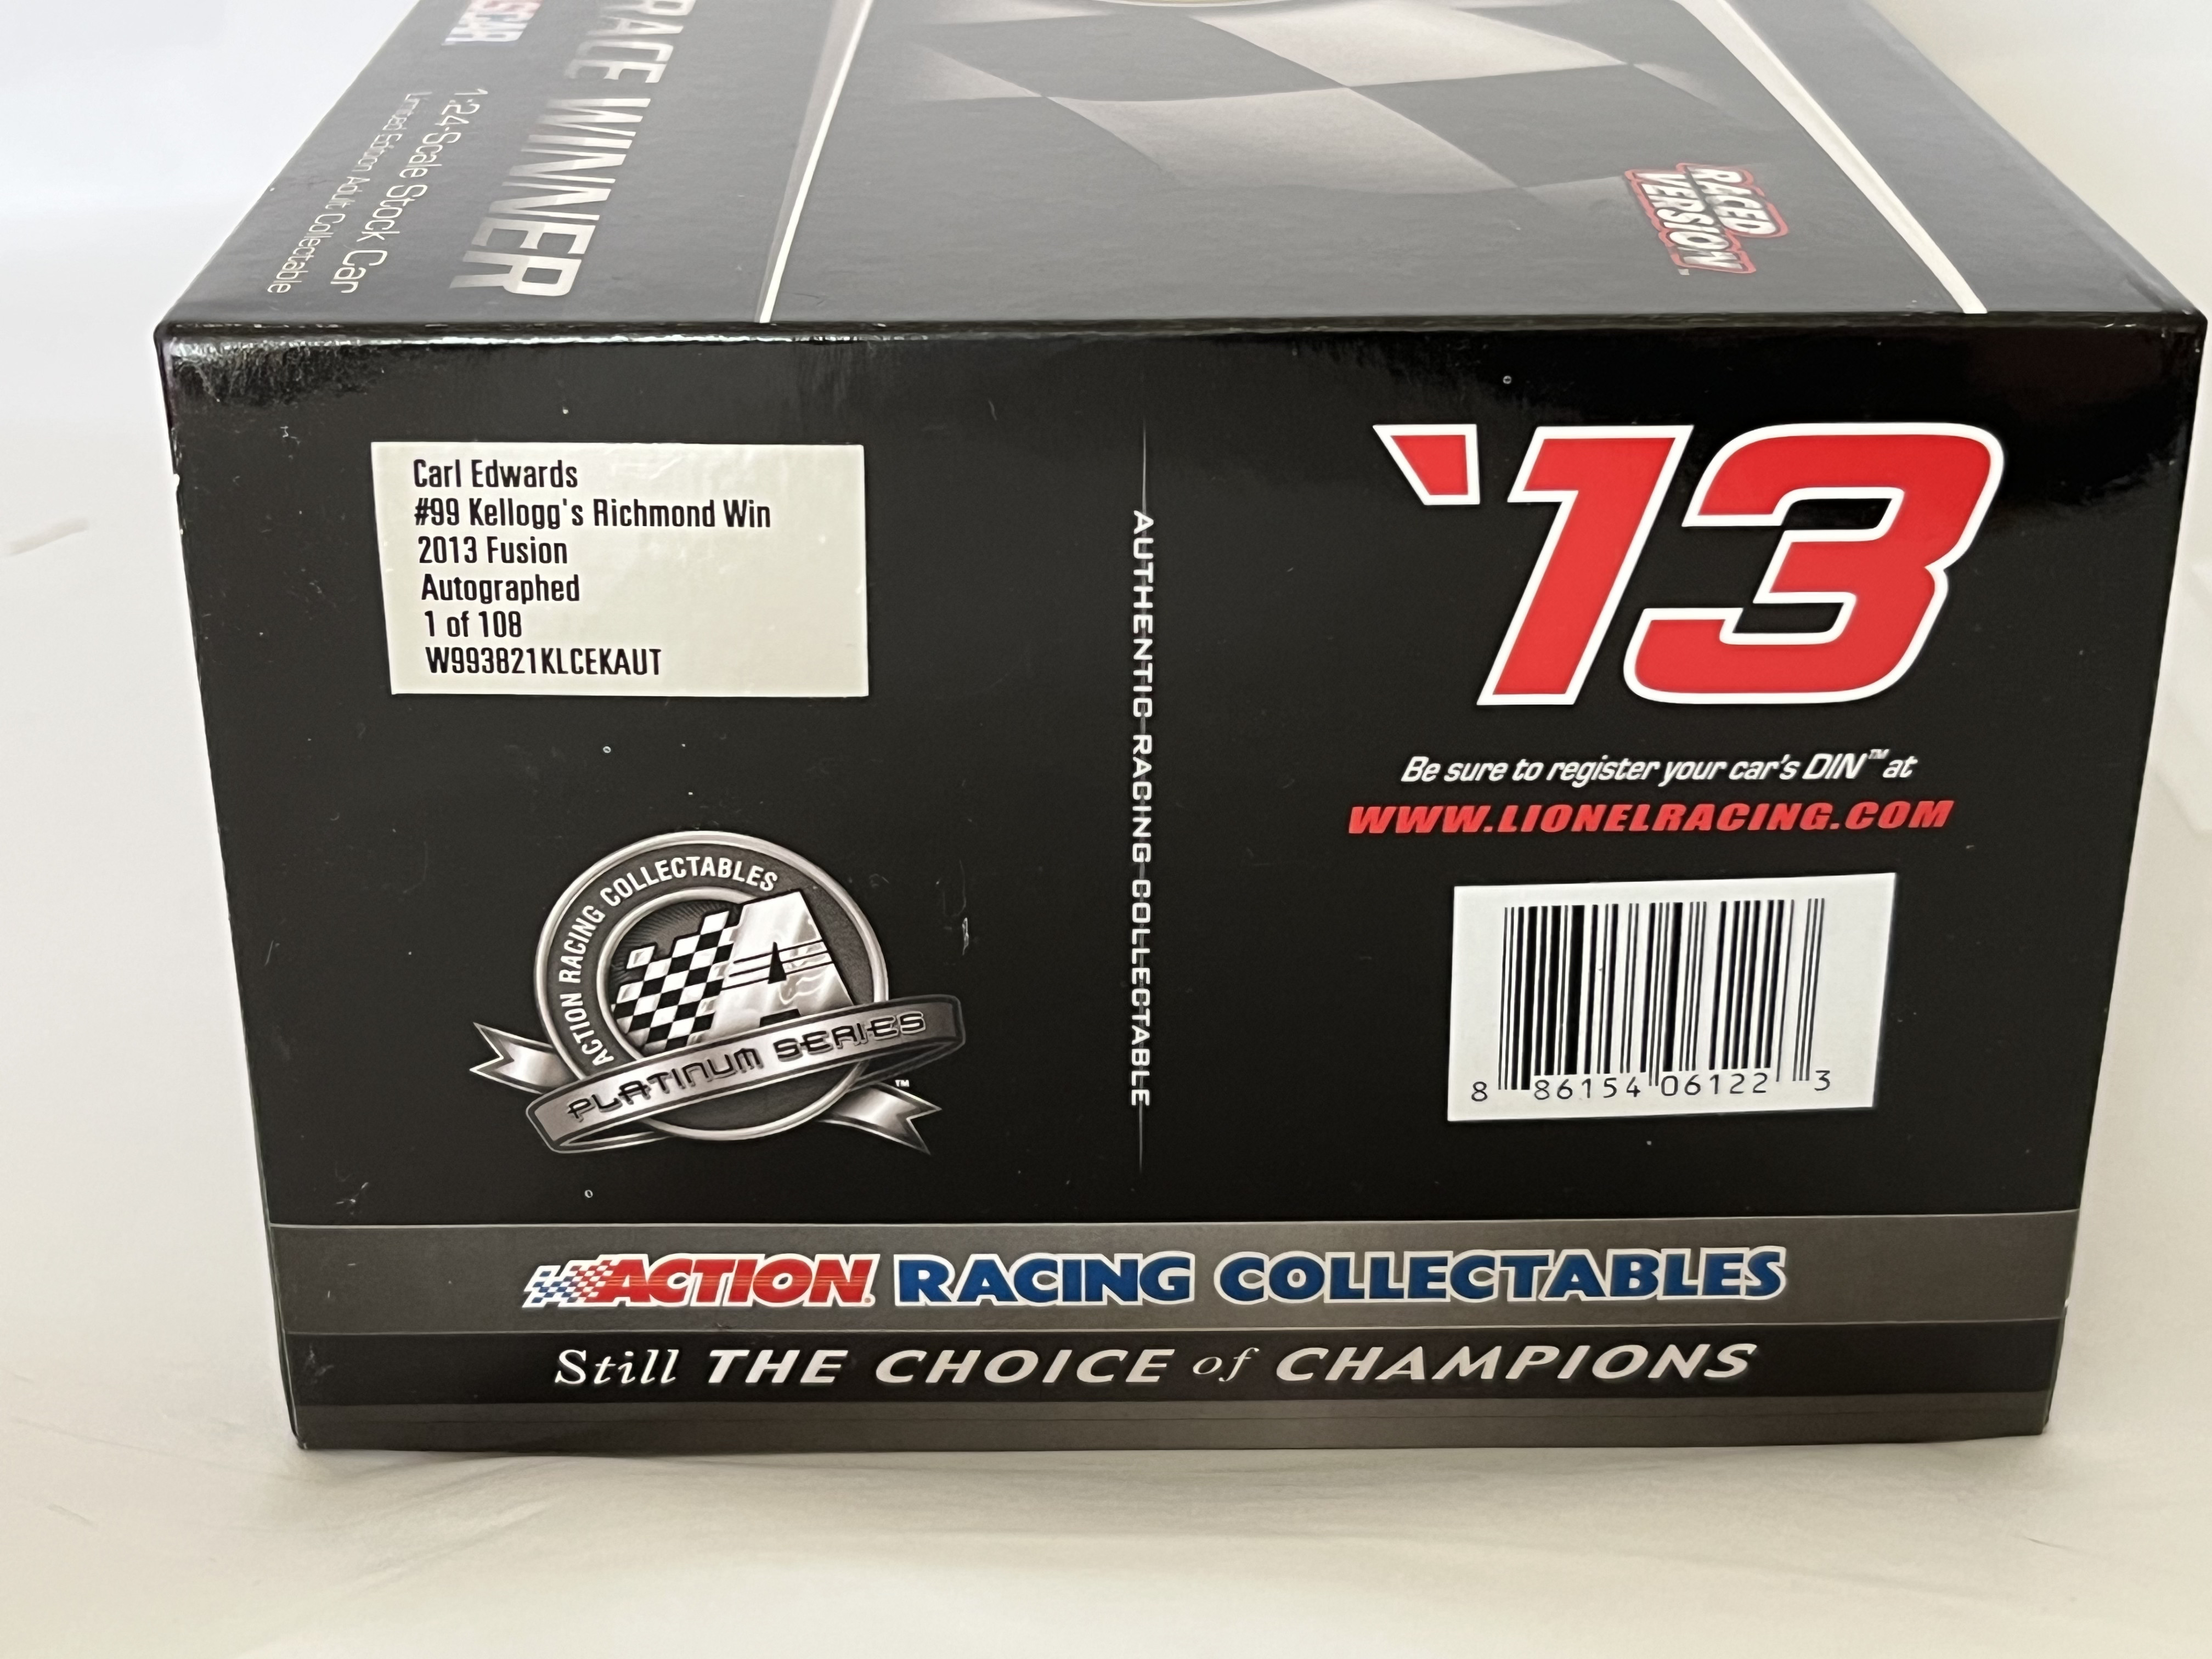 RACE WINNER
1:24-Scale Stock Car
Limited Edition Adult Collectable
RACED
VERSION™
Carl Edwards
#99 Kellogg's Richmond Win
2013 Fusion
Autographed
1 of 108
W993821KLCEKAUT
ACTION RACING COLLECTABLES
A
PLATINUM SERIES
™
AUTHENTIC RACING COLLECTABLE
'13
Be sure to register your car's DIN™ at
WWW.LIONELRACING.COM
8 86154 06122 3
ACTION RACING COLLECTABLES
Still THE CHOICE of CHAMPIONS